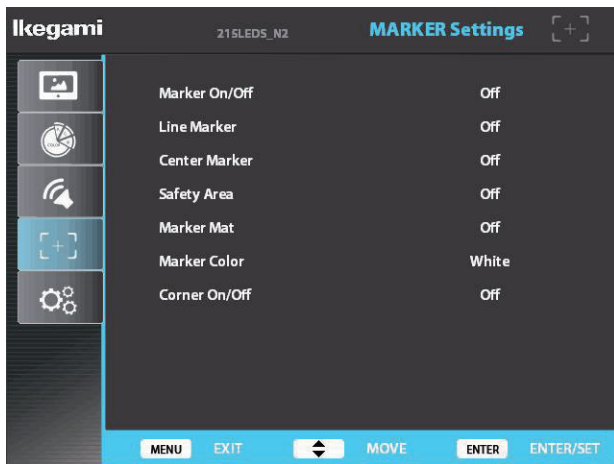 Ikegami 215LEDS_N2 MARKER Settings
Marker On/Off Off
Line Marker Off
COLOR
Center Marker Off
Safety Area Off
Marker Mat Off
Marker Color White
Corner On/Off Off
MENU EXIT MOVE ENTER ENTER/SET